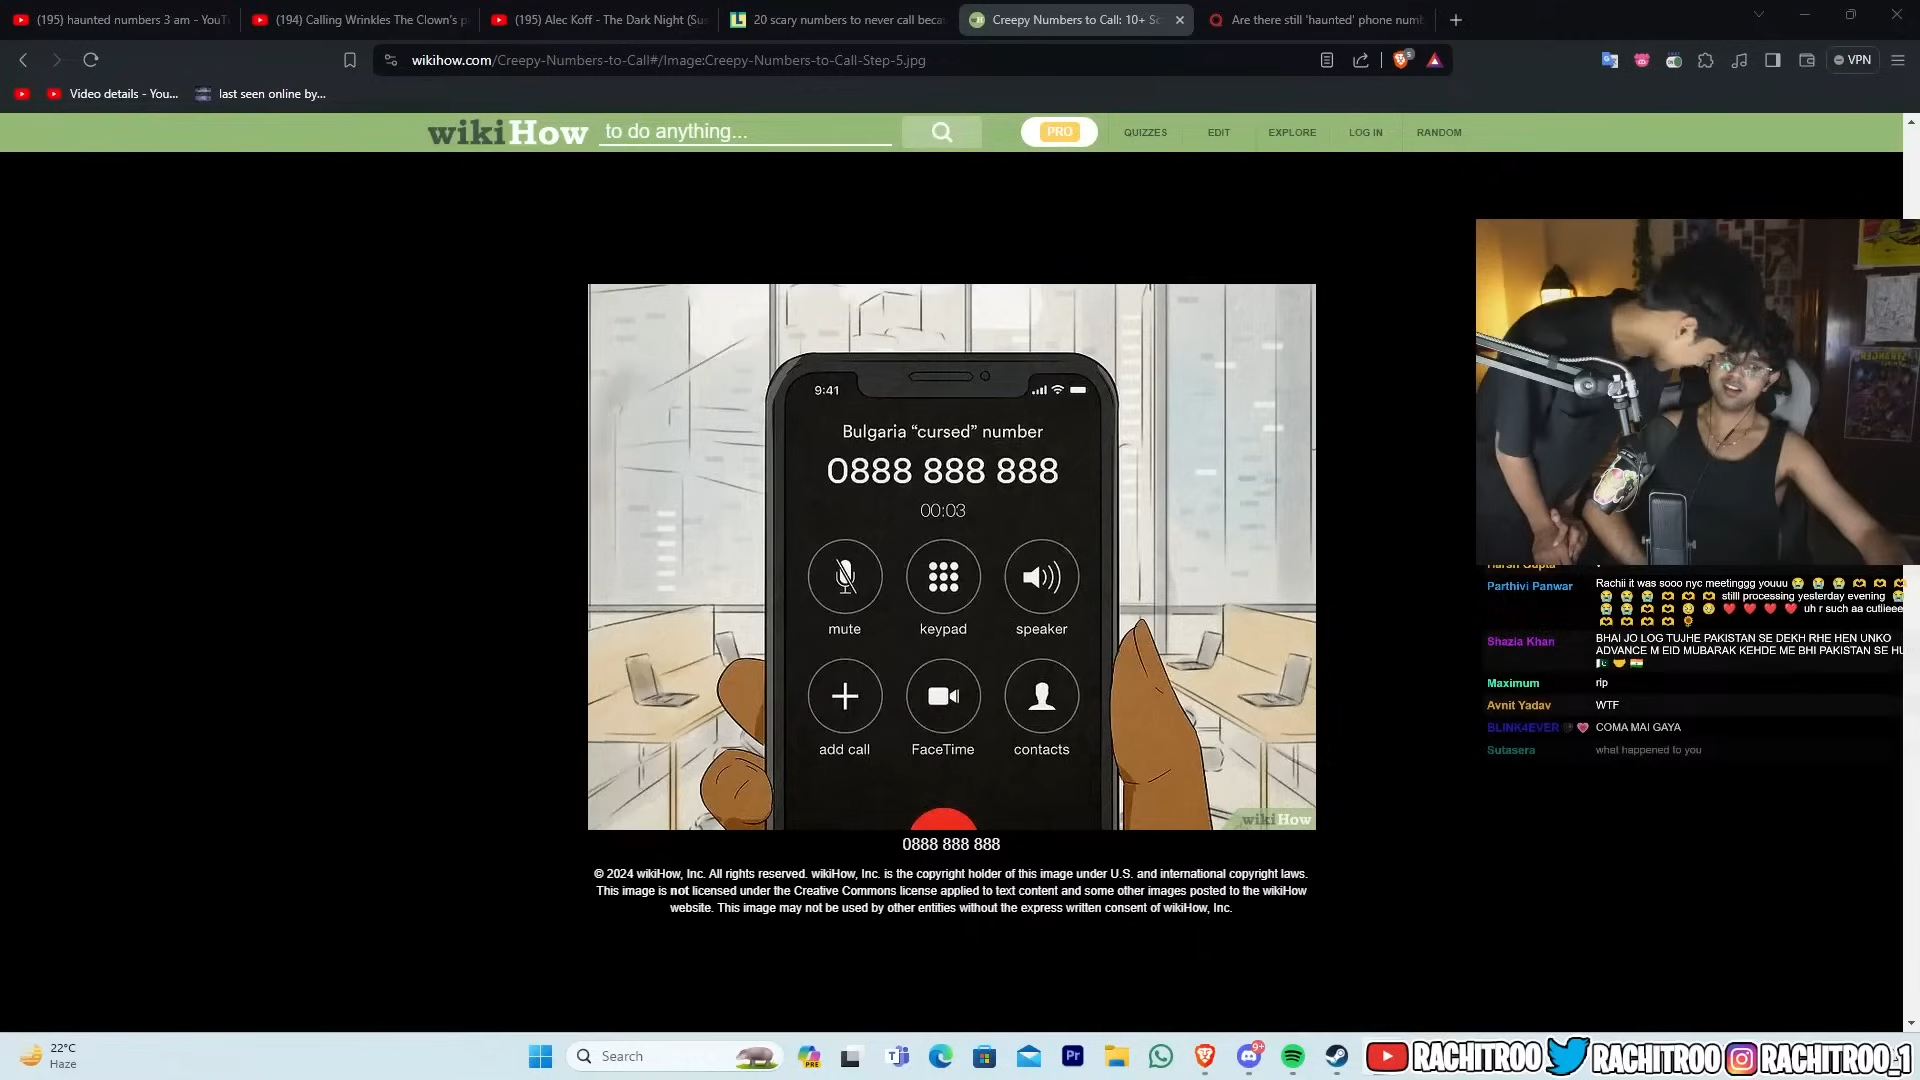 (195) haunted numbers 3 am - YouTu
(194) Calling Wrinkles The Clown's p
(195) Alec Koff - The Dark Night (Sus
20 scary numbers to never call becau
Creepy Numbers to Call: 10+ Sc
Are there still 'haunted' phone numb
wikihow.com/Creepy-Numbers-to-Call#/Image:Creepy-Numbers-to-Call-Step-5.jpg
VPN
Video details - You...
last seen online by...
wikiHow to do anything...
PRO
QUIZZES
EDIT
EXPLORE
LOG IN
RANDOM
9:41
Bulgaria “cursed” number
0888 888 888
00:03
mute keypad speaker
add call FaceTime contacts
wikiHow
0888 888 888
© 2024 wikiHow, Inc. All rights reserved. wikiHow, Inc. is the copyright holder of this image under U.S. and international copyright laws.
This image is not licensed under the Creative Commons license applied to text content and some other images posted to the wikiHow
website. This image may not be used by other entities without the express written consent of wikiHow, Inc.
Harsh Gupta
Parthivi Panwar Rachii it was sooo nyc meetinggg youuu 😭 😭 😭 🫶 🫶 🫶
😭 😭 😭 🫶 🫶 🫶 stilll processing yesterday evening 😭
😭 😭 🫶 🫶 🥹 🥹 ❤️ ❤️ ❤️ ❤️ uh r such aa cutiieee
🫶 🫶 🫶 🫶 🌻
Shazia Khan BHAI JO LOG TUJHE PAKISTAN SE DEKH RHE HEN UNKO
ADVANCE M EID MUBARAK KEHDE ME BHI PAKISTAN SE HU
🇵🇰 🤝 🇮🇳
Maximum rip
Avnit Yadav WTF
BLINK4EVER 🖤 💗 COMA MAI GAYA
Sutasera what happened to you
22°C
Haze
Search
PRE
Pr
9+
RACHITROO RACHITROO RACHITROO_1